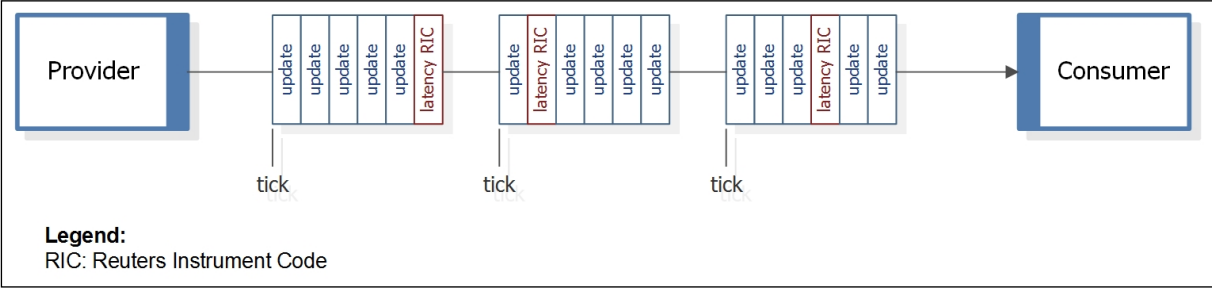 Provider
update
update
update
update
update
latency RIC
update
latency RIC
update
update
update
update
update
update
update
latency RIC
update
update
Consumer
tick
tick
tick
Legend:
RIC: Reuters Instrument Code